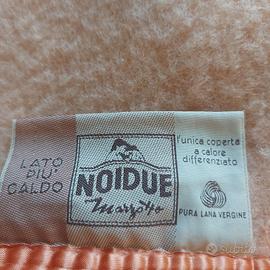 LATO
PIU'
CALDO
NOIDUE
Marzotto
l'unica coperta
a calore
differenziato
PURA LANA VERGINE